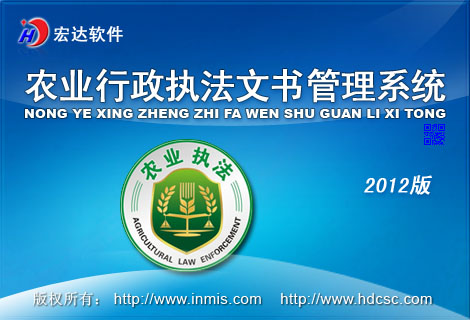 宏达软件
农业行政执法文书管理系统
NONG YE XING ZHENG ZHI FA WEN SHU GUAN LI XI TONG
2012版
农业执法
AGRICULTURAL LAW ENFORCEMENT
版权所有： http://www.inmis.com http://www.hdcsc.com